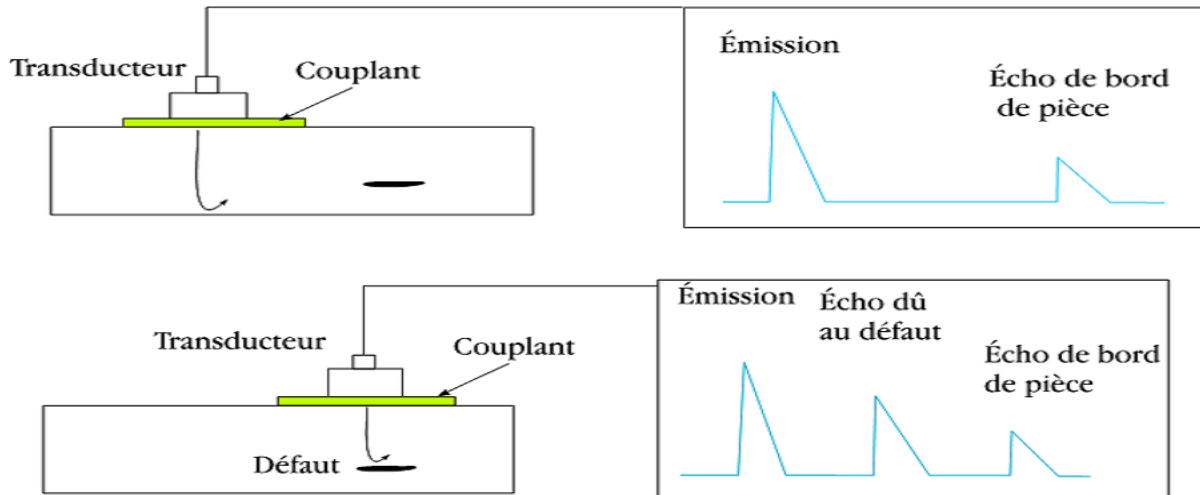 Transducteur
Couplant
Émission
Écho de bord
de pièce
Transducteur
Couplant
Défaut
Émission
Écho dû
au défaut
Écho de bord
de pièce